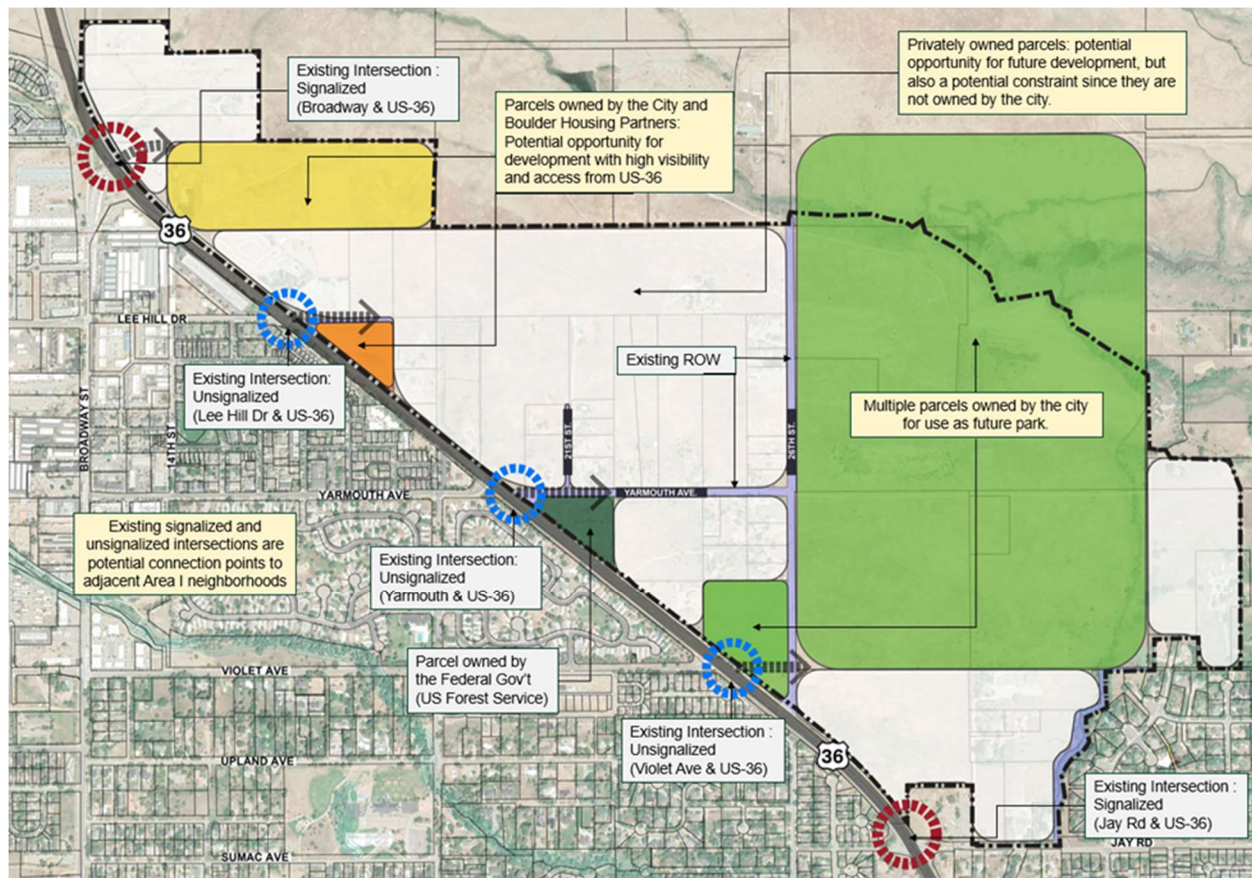 Existing Intersection :
Signalized
(Broadway & US-36)
Parcels owned by the City and
Boulder Housing Partners:
Potential opportunity for
development with high visibility
and access from US-36
Privately owned parcels: potential
opportunity for future development, but
also a potential constraint since they are
not owned by the city.
36
LEE HILL DR
Existing Intersection:
Unsignalized
(Lee Hill Dr & US-36)
Existing ROW
Multiple parcels owned by the city
for use as future park.
BROADWAY ST
14TH ST
21ST ST.
26TH ST.
YARMOUTH AVE
YARMOUTH AVE.
Existing signalized and
unsignalized intersections are
potential connection points to
adjacent Area I neighborhoods
Existing Intersection:
Unsignalized
(Yarmouth & US-36)
Parcel owned by
the Federal Gov't
(US Forest Service)
VIOLET AVE
Existing Intersection :
Unsignalized
(Violet Ave & US-36)
36
UPLAND AVE
Existing Intersection :
Signalized
(Jay Rd & US-36)
JAY RD
SUMAC AVE